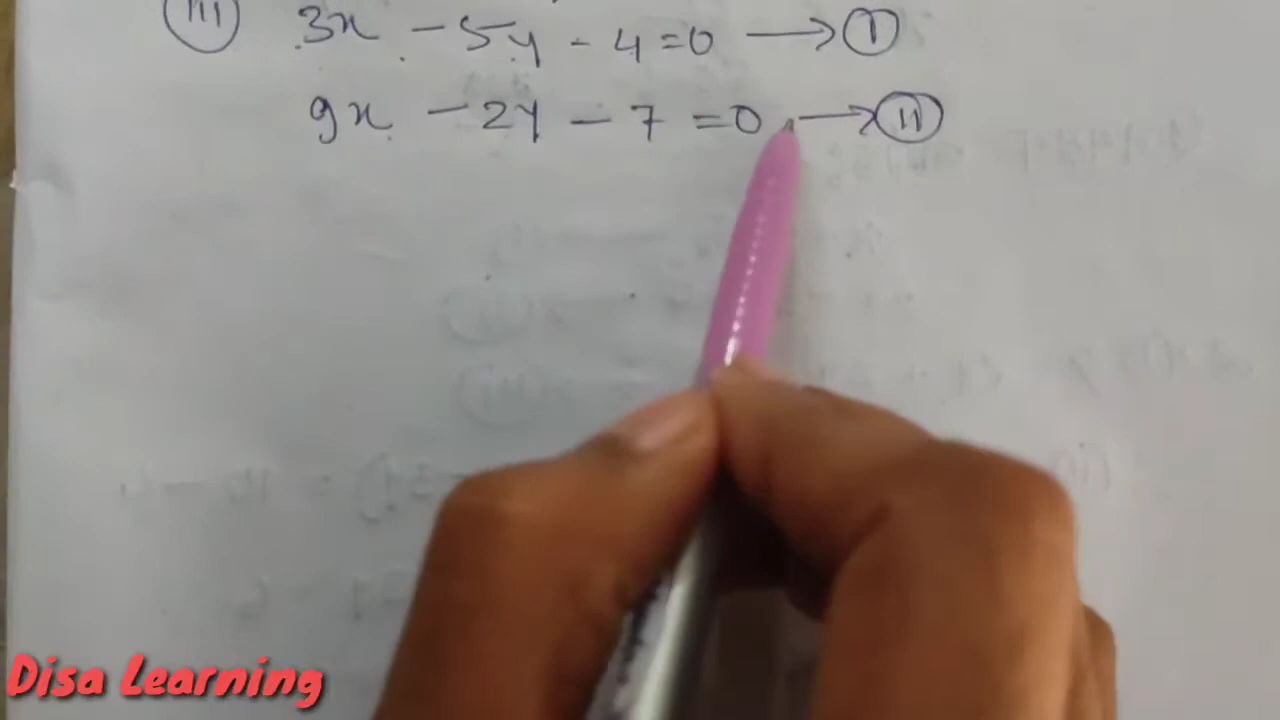 (III) 3x - 5y - 4 = 0 → (I)
9x - 2y - 7 = 0 → (II)
Disa Learning